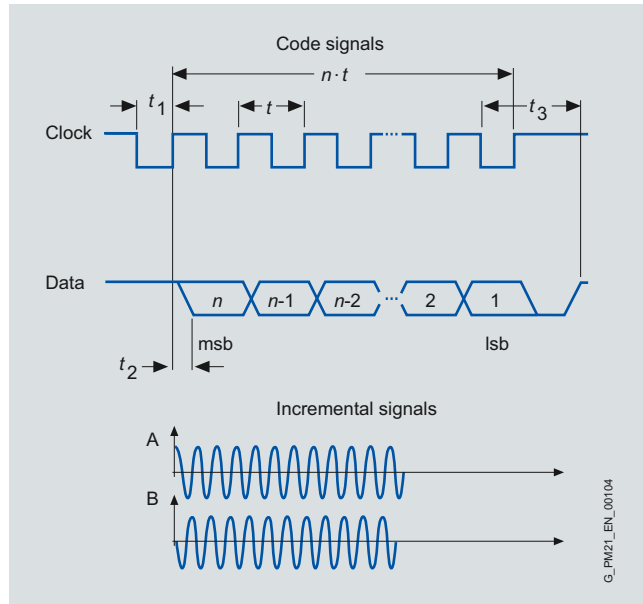 Code signals
n·t
t1
t
t3
Clock
Data
n
n-1
n-2
2
1
msb
lsb
t2
Incremental signals
A
B
G_PM21_EN_00104